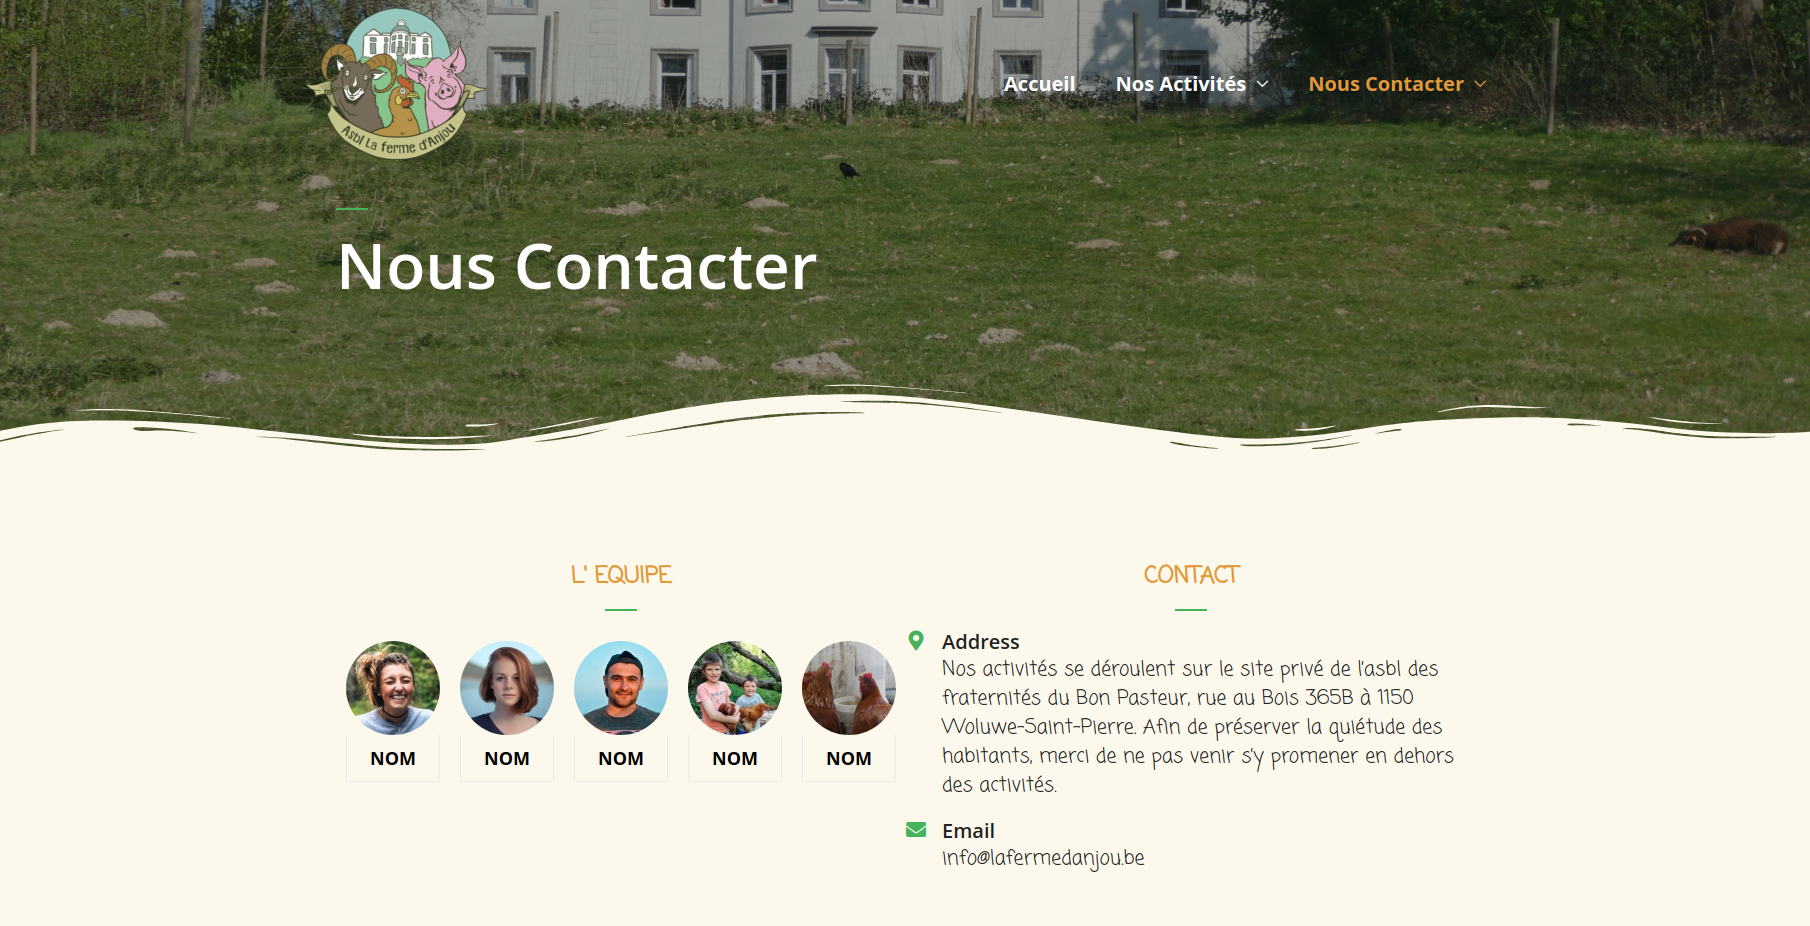 Asbl La ferme d'Anjou
Accueil
Nos Activités
Nous Contacter
Nous Contacter
L' EQUIPE
NOM
NOM
NOM
NOM
NOM
CONTACT
Address
Nos activités se déroulent sur le site privé de l'asbl des
fraternités du Bon Pasteur, rue au Bois 365B à 1150
Woluwe-Saint-Pierre. Afin de préserver la quiétude des
habitants, merci de ne pas venir s'y promener en dehors
des activités.
Email
info@lafermedanjou.be